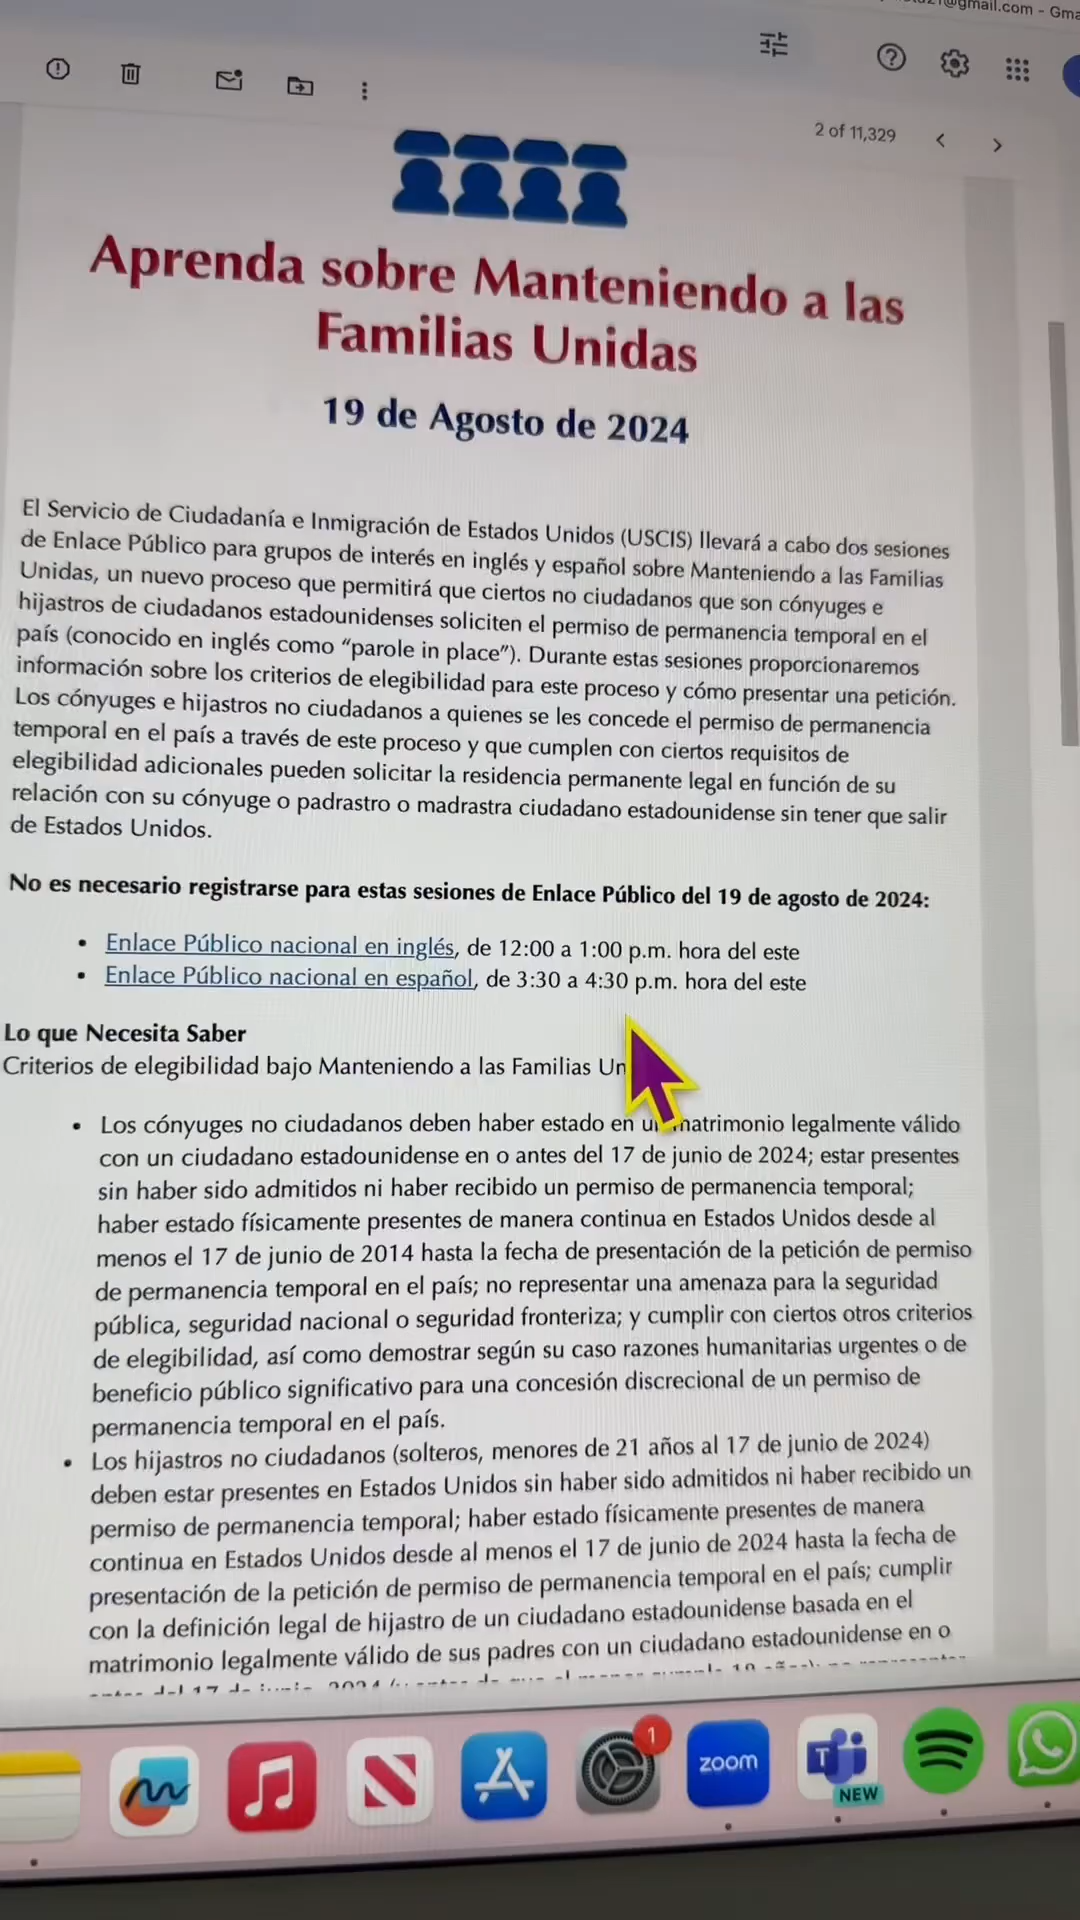 @gmail.com - Gma
2 of 11,329
Aprenda sobre Manteniendo a las
Familias Unidas
19 de Agosto de 2024
El Servicio de Ciudadanía e Inmigración de Estados Unidos (USCIS) llevará a cabo dos sesiones
de Enlace Público para grupos de interés en inglés y español sobre Manteniendo a las Familias
Unidas, un nuevo proceso que permitirá que ciertos no ciudadanos que son cónyuges e
hijastros de ciudadanos estadounidenses soliciten el permiso de permanencia temporal en el
país (conocido en inglés como “parole in place”). Durante estas sesiones proporcionaremos
información sobre los criterios de elegibilidad para este proceso y cómo presentar una petición.
Los cónyuges e hijastros no ciudadanos a quienes se les concede el permiso de permanencia
temporal en el país a través de este proceso y que cumplen con ciertos requisitos de
elegibilidad adicionales pueden solicitar la residencia permanente legal en función de su
relación con su cónyuge o padrastro o madrastra ciudadano estadounidense sin tener que salir
de Estados Unidos.
No es necesario registrarse para estas sesiones de Enlace Público del 19 de agosto de 2024:
• Enlace Público nacional en inglés, de 12:00 a 1:00 p.m. hora del este
• Enlace Público nacional en español, de 3:30 a 4:30 p.m. hora del este
Lo que Necesita Saber
Criterios de elegibilidad bajo Manteniendo a las Familias Un
• Los cónyuges no ciudadanos deben haber estado en un matrimonio legalmente válido
con un ciudadano estadounidense en o antes del 17 de junio de 2024; estar presentes
sin haber sido admitidos ni haber recibido un permiso de permanencia temporal;
haber estado físicamente presentes de manera continua en Estados Unidos desde al
menos el 17 de junio de 2014 hasta la fecha de presentación de la petición de permiso
de permanencia temporal en el país; no representar una amenaza para la seguridad
pública, seguridad nacional o seguridad fronteriza; y cumplir con ciertos otros criterios
de elegibilidad, así como demostrar según su caso razones humanitarias urgentes o de
beneficio público significativo para una concesión discrecional de un permiso de
permanencia temporal en el país.
• Los hijastros no ciudadanos (solteros, menores de 21 años al 17 de junio de 2024)
deben estar presentes en Estados Unidos sin haber sido admitidos ni haber recibido un
permiso de permanencia temporal; haber estado físicamente presentes de manera
continua en Estados Unidos desde al menos el 17 de junio de 2024 hasta la fecha de
presentación de la petición de permiso de permanencia temporal en el país; cumplir
con la definición legal de hijastro de un ciudadano estadounidense basada en el
matrimonio legalmente válido de sus padres con un ciudadano estadounidense en o
1
zoom
T
NEW